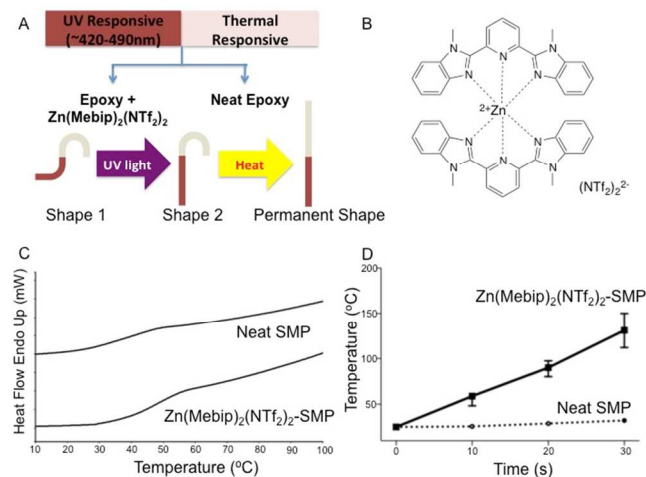 A
UV Responsive
(~420-490nm)
Thermal
Responsive
Epoxy +
Zn(Mebip)2(NTf2)2
Neat Epoxy
UV light
Heat
Shape 1
Shape 2
Permanent Shape
B
N
N
N
N
N
2+Zn
N
N
N
N
N
(NTf2)2 2-
C
Heat Flow Endo Up (mW)
Neat SMP
Zn(Mebip)2(NTf2)2-SMP
10 20 30 40 50 60 70 80 90 100
Temperature (oC)
D
Temperature (oC)
200
150
100
50
Zn(Mebip)2(NTf2)2-SMP
Neat SMP
0 10 20 30
Time (s)